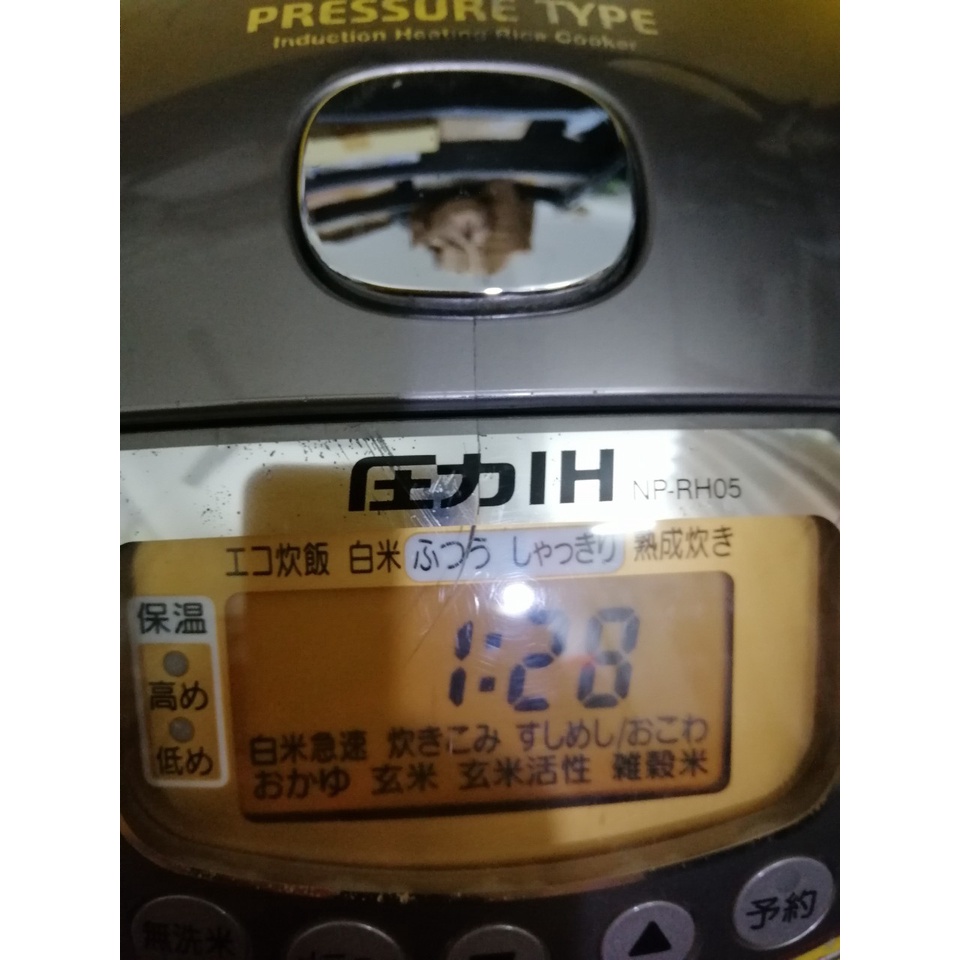 PRESSURE TYPE
Induction Heating Rice Cooker
圧力IH NP-RH05
エコ炊飯 白米 ふつう しゃっきり 熟成炊き
保温
高め
低め
1:28
白米急速 炊きこみ すしめし/おこわ
おかゆ 玄米 玄米活性 雑穀米
無洗米 ▲ 予約